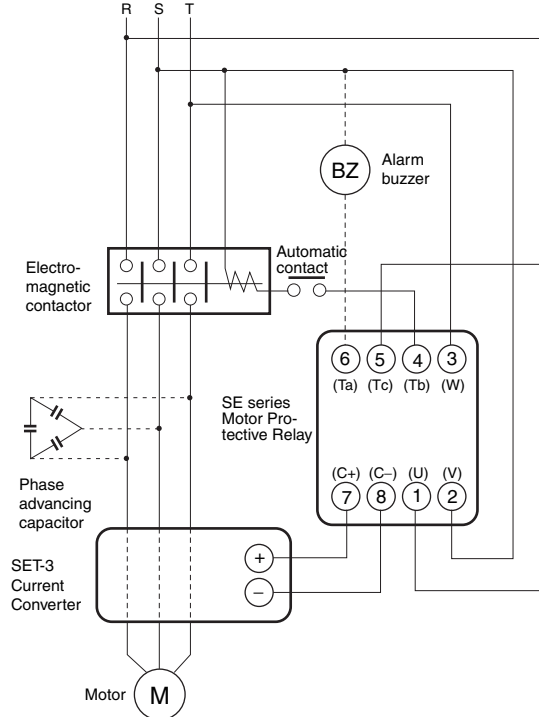 R S T
BZ
Alarm
buzzer
Electro-
magnetic
contactor
Automatic
contact
6 5 4 3
(Ta) (Tc) (Tb) (W)
SE series
Motor Pro-
tective Relay
(C+) (C−) (U) (V)
7 8 1 2
Phase
advancing
capacitor
SET-3
Current
Converter
+
−
Motor
M